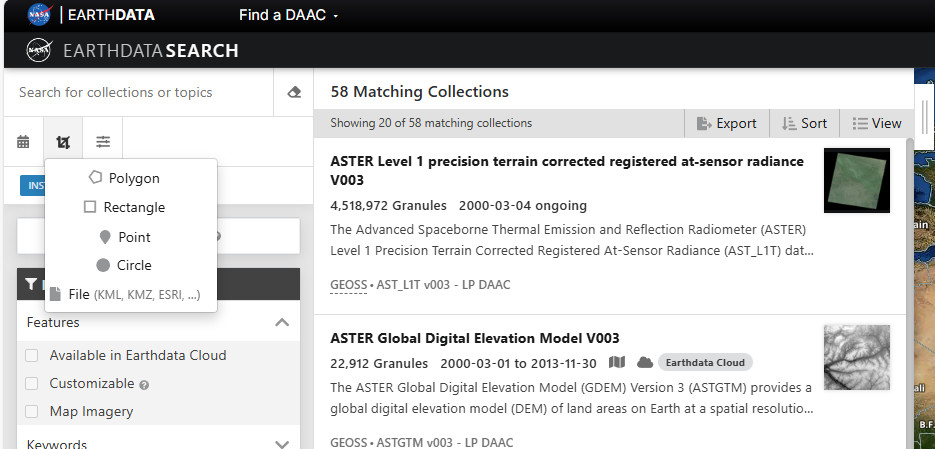 NASA
EARTHDATA
Find a DAAC
NASA
EARTHDATA SEARCH
Search for collections or topics
Polygon
Rectangle
Point
Circle
File (KML, KMZ, ESRI, ...)
Features
Available in Earthdata Cloud
Customizable
Map Imagery
Keywords
58 Matching Collections
Showing 20 of 58 matching collections
Export
Sort
View
ASTER Level 1 precision terrain corrected registered at-sensor radiance
V003
4,518,972 Granules 2000-03-04 ongoing
The Advanced Spaceborne Thermal Emission and Reflection Radiometer (ASTER)
Level 1 Precision Terrain Corrected Registered At-Sensor Radiance (AST_L1T) dat...
GEOSS • AST_L1T v003 - LP DAAC
ASTER Global Digital Elevation Model V003
22,912 Granules 2000-03-01 to 2013-11-30 Earthdata Cloud
The ASTER Global Digital Elevation Model (GDEM) Version 3 (ASTGTM) provides a
global digital elevation model (DEM) of land areas on Earth at a spatial resolutio...
GEOSS • ASTGTM v003 - LP DAAC
ain
ali
B.F.